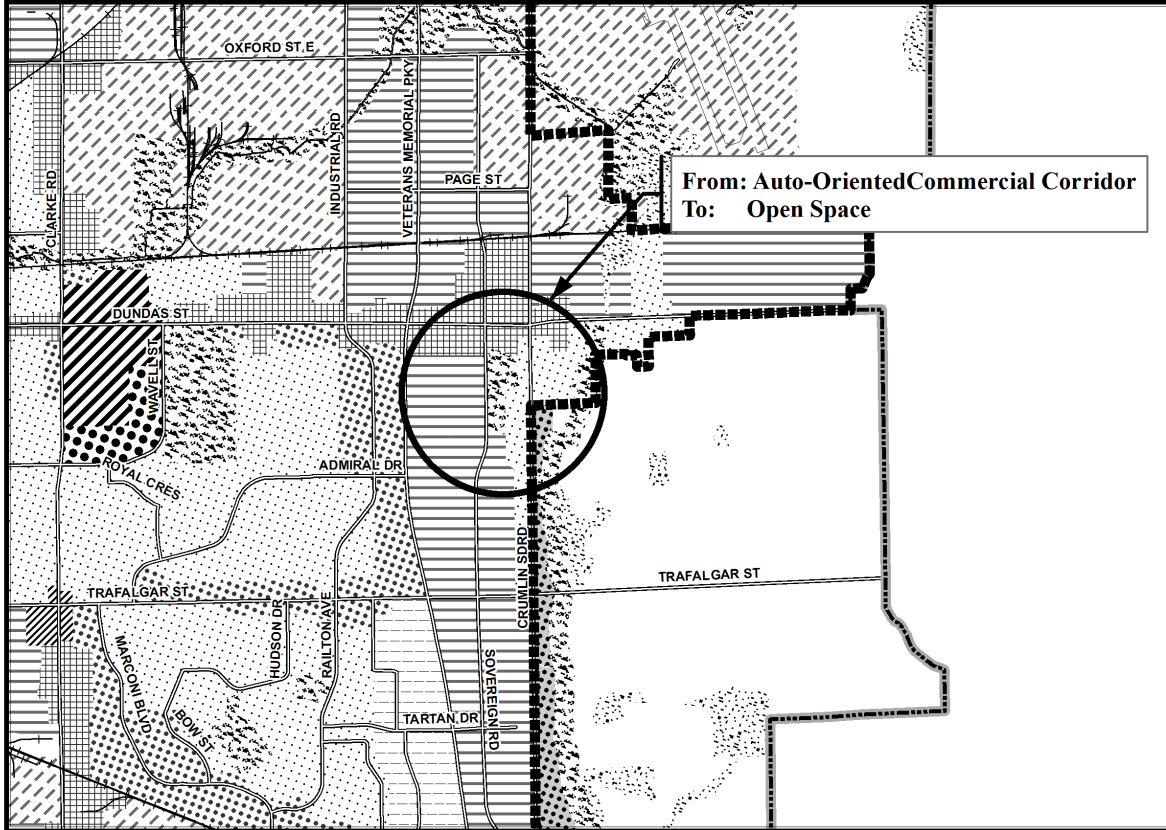 OXFORD ST E
CLARKE RD
INDUSTRIAL RD
VETERANS MEMORIAL PKY
PAGE ST
From: Auto-OrientedCommercial Corridor
To: Open Space
DUNDAS ST
WAVELL ST
ROYAL CRES
ADMIRAL DR
CRUMLIN SDRD
TRAFALGAR ST
TRAFALGAR ST
HUDSON DR
RAILTON AVE
MARCONI BLVD
BOW ST
SOVEREIGN RD
TARTAN DR